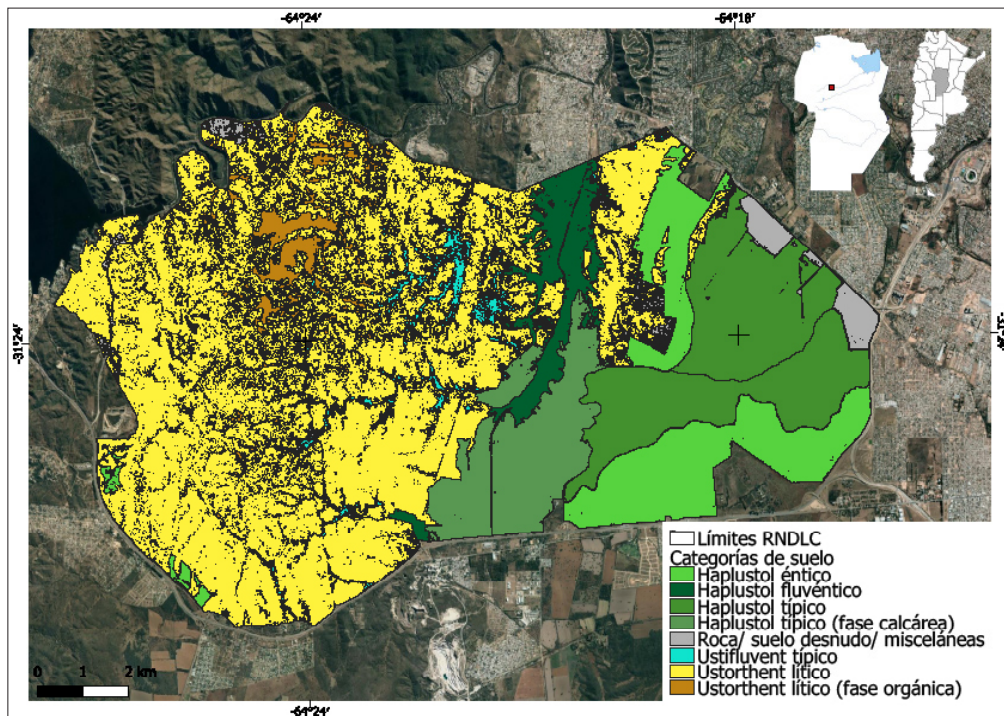 -64°24'
-64°18'
-31°24'
-31°24'
Límites RNDLC
Categorías de suelo
Haplustol éntico
Haplustol fluvéntico
Haplustol típico
Haplustol típico (fase calcárea)
Roca/ suelo desnudo/ misceláneas
Ustifluvent típico
Ustorthent lítico
Ustorthent lítico (fase orgánica)
0 1 2 km
-64°24'